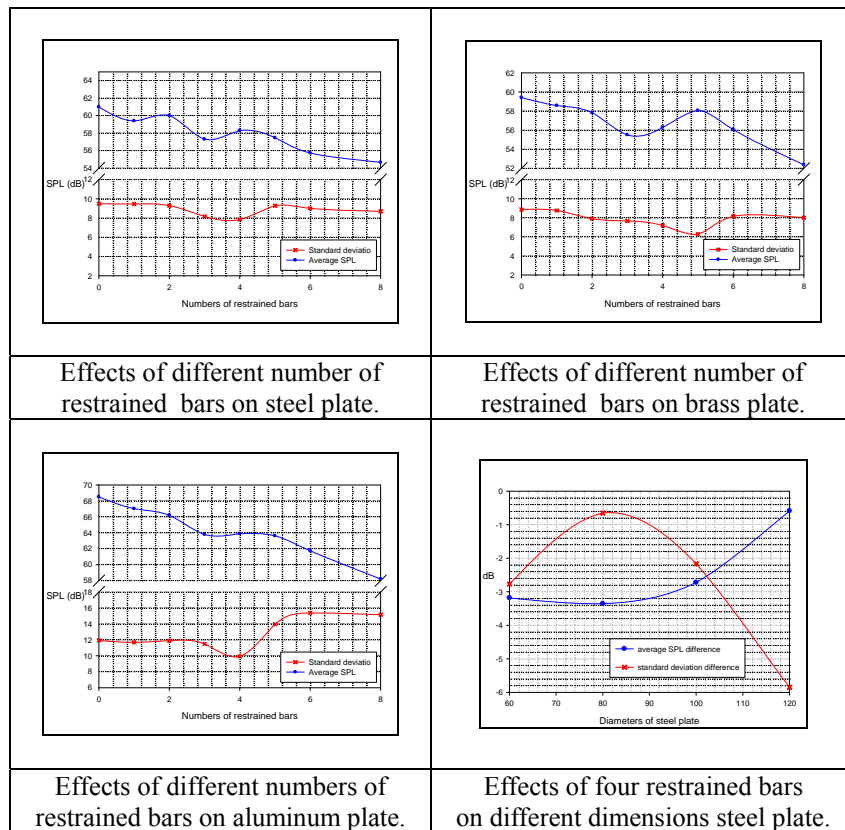 64
62
60
58
56
54
SPL (dB)
12
10
8
6
4
2
0 2 4 6 8
Numbers of restrained bars
Standard deviatio
Average SPL
Effects of different number of
restrained bars on steel plate.
62
60
58
56
54
52
SPL (dB)
12
10
8
6
4
2
0 2 4 6 8
Numbers of restrained bars
Standard deviatio
Average SPL
Effects of different number of
restrained bars on brass plate.
70
68
66
64
62
60
58
SPL (dB)
18
16
14
12
10
8
6
0 2 4 6 8
Numbers of restrained bars
Standard deviatio
Average SPL
Effects of different numbers of
restrained bars on aluminum plate.
0
-1
-2
dB
-3
-4
-5
-6
60 70 80 90 100 110 120
Diameters of steel plate
average SPL difference
standard deviation difference
Effects of four restrained bars
on different dimensions steel plate.